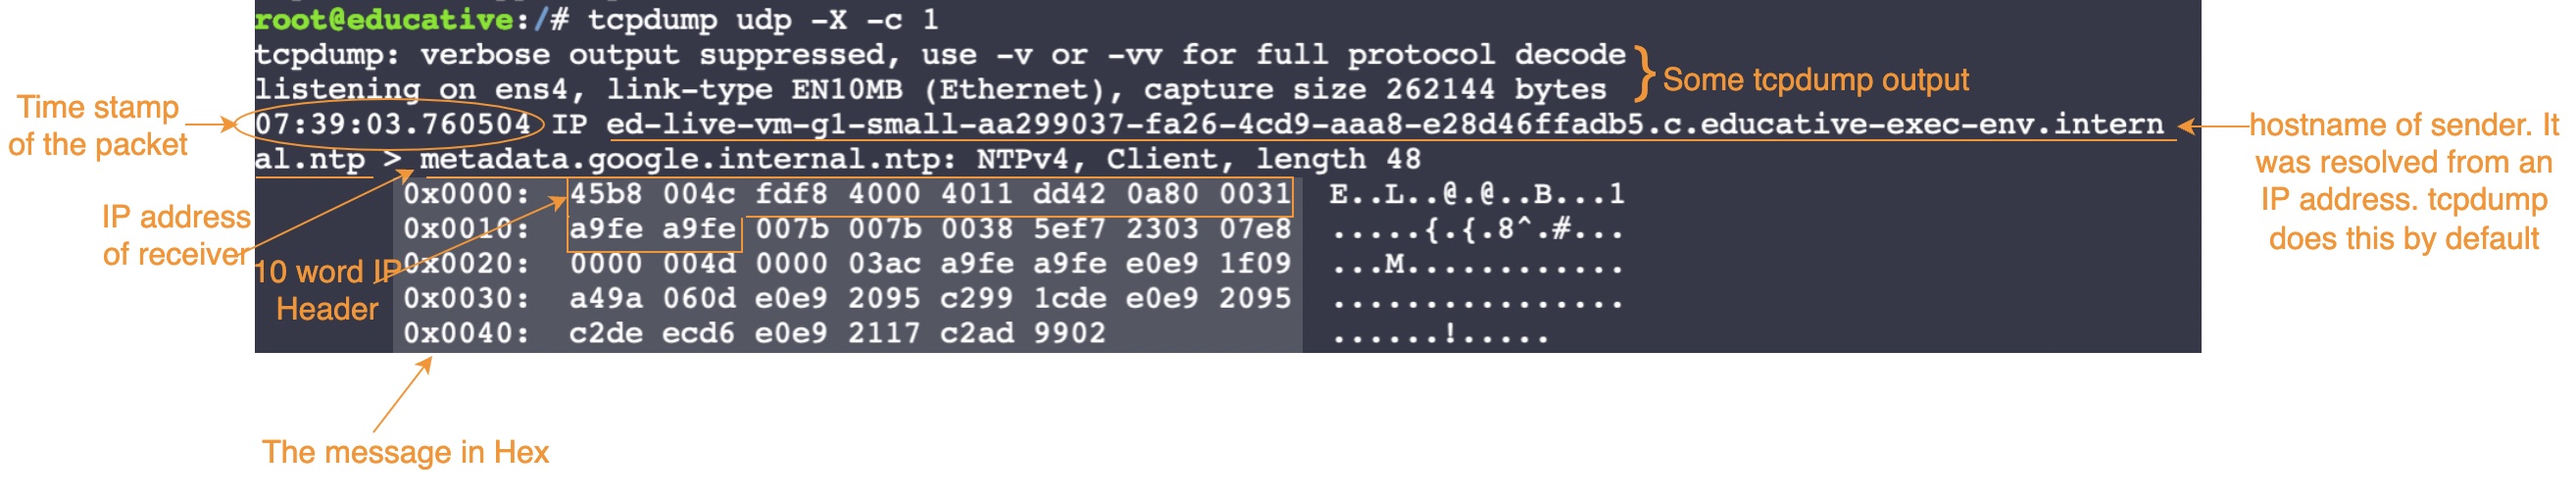 root@educative:/# tcpdump udp -X -c 1
tcpdump: verbose output suppressed, use -v or -vv for full protocol decode
listening on ens4, link-type EN10MB (Ethernet), capture size 262144 bytes
Some tcpdump output
Time stamp
of the packet
07:39:03.760504 IP ed-live-vm-g1-small-aa299037-fa26-4cd9-aaa8-e28d46ffadb5.c.educative-exec-env.intern
al.ntp > metadata.google.internal.ntp: NTPv4, Client, length 48
hostname of sender. It
was resolved from an
IP address. tcpdump
does this by default
IP address
of receiver
10 word IP
Header
0x0000: 45b8 004c fdf8 4000 4011 dd42 0a80 0031 E..L..@.@..B...1
0x0010: a9fe a9fe 007b 007b 0038 5ef7 2303 07e8 .....{.{.8^.#...
0x0020: 0000 004d 0000 03ac a9fe a9fe e0e9 1f09 ...M............
0x0030: a49a 060d e0e9 2095 c299 1cde e0e9 2095 ................
0x0040: c2de ecd6 e0e9 2117 c2ad 9902 ......!.....
The message in Hex